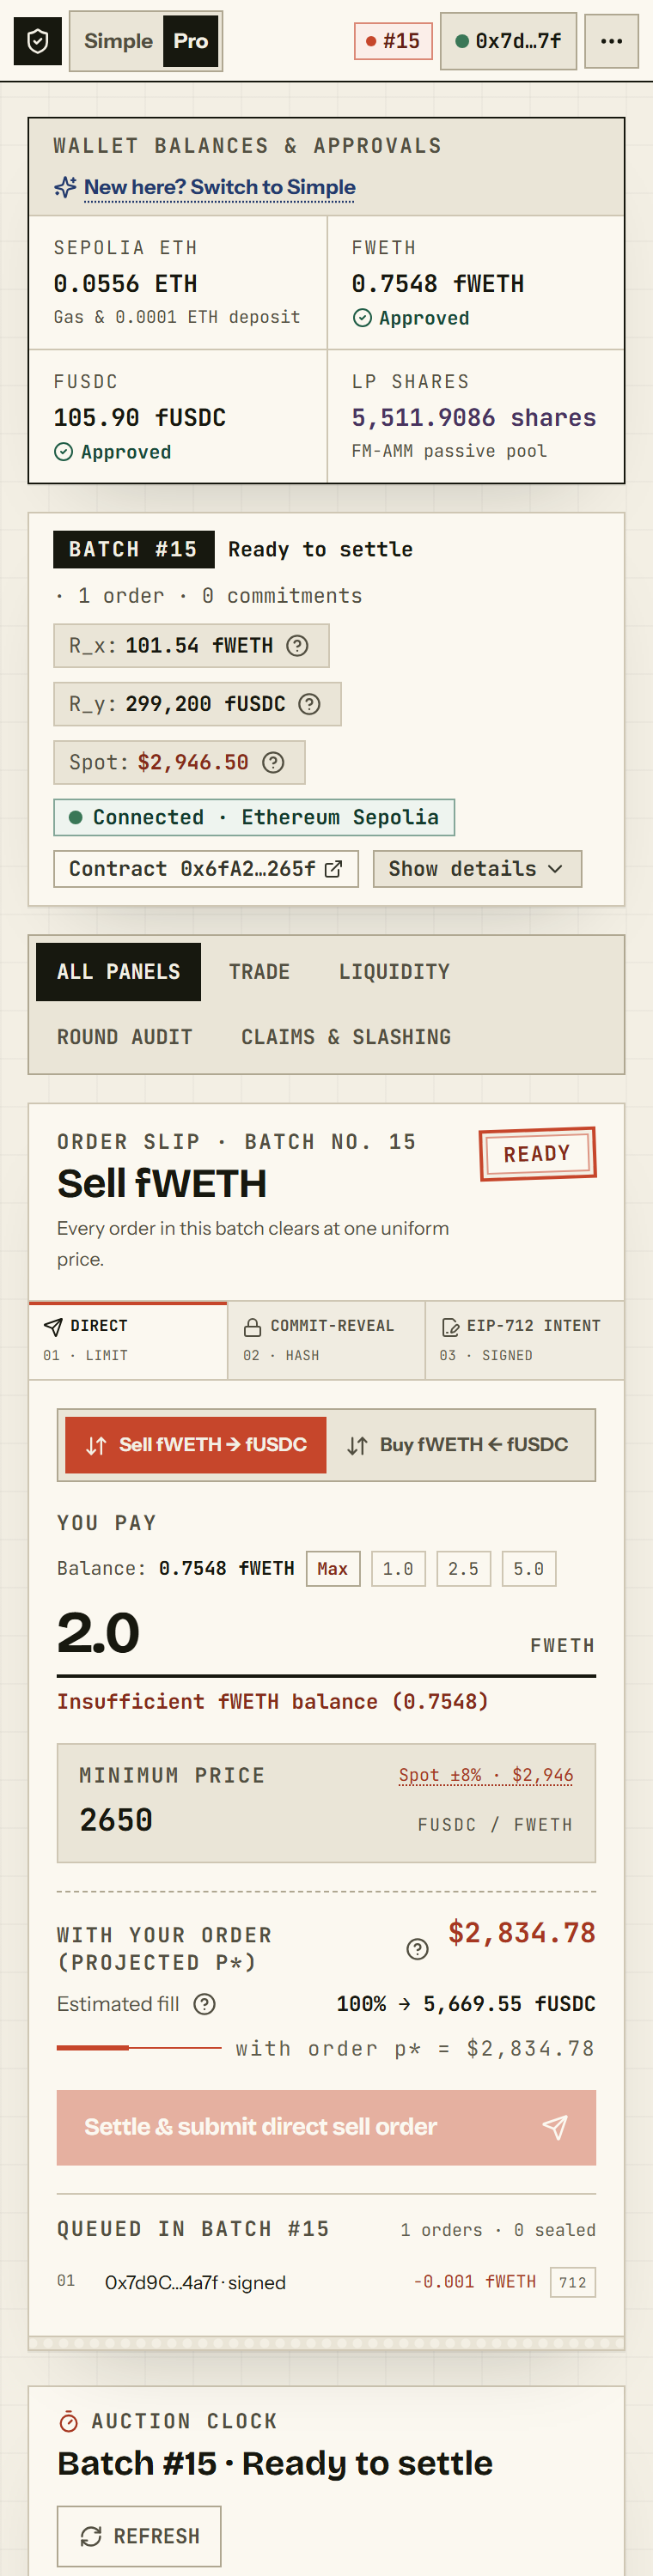 Simple Pro #15 0x7d…7f
WALLET BALANCES & APPROVALS
New here? Switch to Simple
SEPOLIA ETH
0.0556 ETH
Gas & 0.0001 ETH deposit
FWETH
0.7548 fWETH
Approved
FUSDC
105.90 fUSDC
Approved
LP SHARES
5,511.9086 shares
FM-AMM passive pool
BATCH #15 Ready to settle
· 1 order · 0 commitments
R_x: 101.54 fWETH
R_y: 299,200 fUSDC
Spot: $2,946.50
Connected · Ethereum Sepolia
Contract 0x6fA2…265f Show details
ALL PANELS TRADE LIQUIDITY
ROUND AUDIT CLAIMS & SLASHING
ORDER SLIP · BATCH NO. 15
READY
Sell fWETH
Every order in this batch clears at one uniform
price.
DIRECT
01 · LIMIT
COMMIT-REVEAL
02 · HASH
EIP-712 INTENT
03 · SIGNED
Sell fWETH → fUSDC Buy fWETH ← fUSDC
YOU PAY
Balance: 0.7548 fWETH Max 1.0 2.5 5.0
2.0 FWETH
Insufficient fWETH balance (0.7548)
MINIMUM PRICE Spot ±8% · $2,946
2650 FUSDC / FWETH
WITH YOUR ORDER
(PROJECTED P*)
$2,834.78
Estimated fill 100% → 5,669.55 fUSDC
with order p* = $2,834.78
Settle & submit direct sell order
QUEUED IN BATCH #15 1 orders · 0 sealed
01 0x7d9C…4a7f · signed -0.001 fWETH 712
AUCTION CLOCK
Batch #15 · Ready to settle
REFRESH